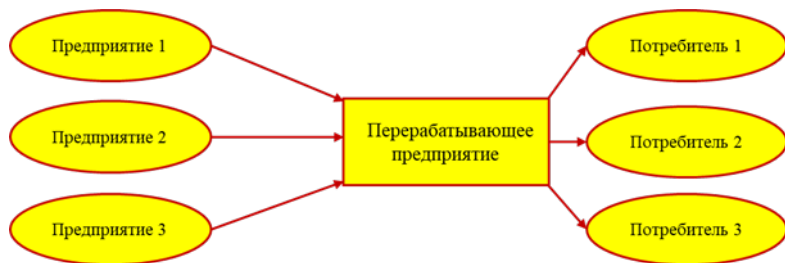 Предприятие 1
Предприятие 2
Предприятие 3
Перерабатывающее
предприятие
Потребитель 1
Потребитель 2
Потребитель 3